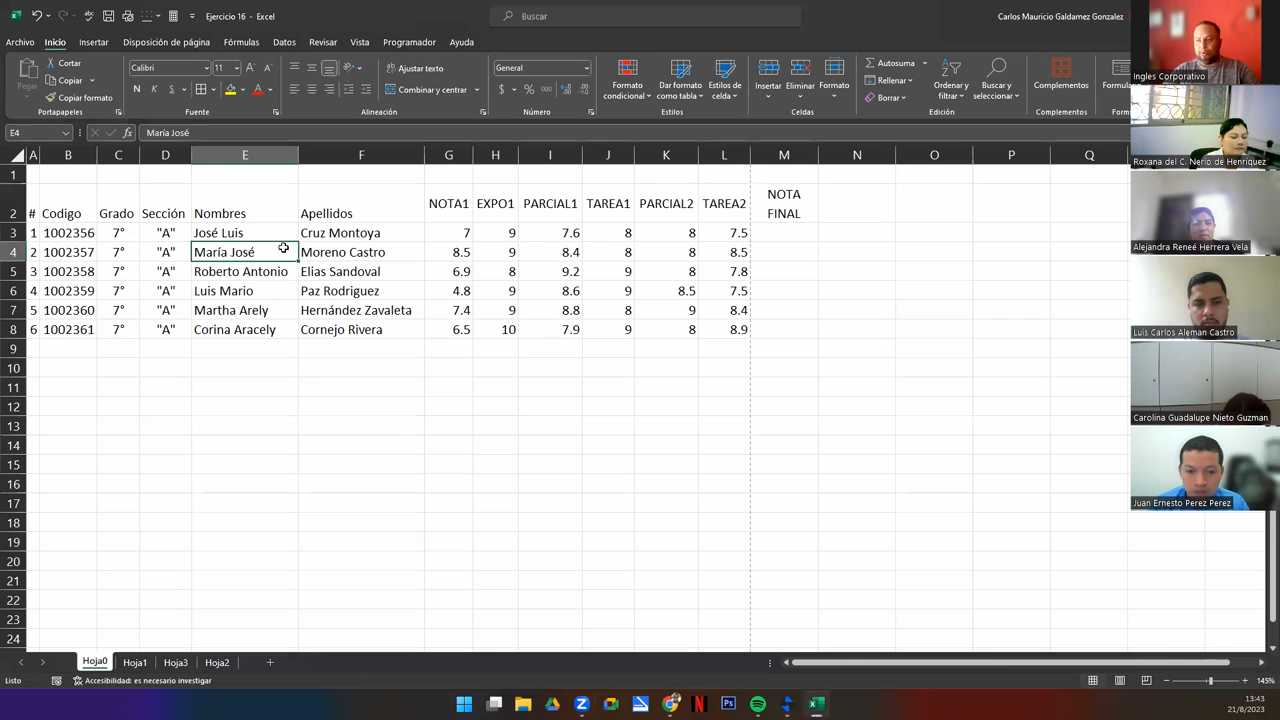 Ejercicio 16 - Excel
Buscar
Carlos Mauricio Galdamez Gonzalez
Archivo Inicio Insertar Disposición de página Fórmulas Datos Revisar Vista Programador Ayuda
Pegar
Cortar
Copiar
Copiar formato
Portapapeles
Calibri 11
N K S
Fuente
Ajustar texto
Combinar y centrar
Alineación
General
Número
Formato condicional
Dar formato como tabla
Estilos de celda
Estilos
Insertar
Eliminar
Formato
Celdas
Autosuma
Rellenar
Borrar
Ordenar y filtrar
Buscar y seleccionar
Edición
Complementos
Complementos
E4 María José
A B C D E F G H I J K L M N O P Q
1
2 # Codigo Grado Sección Nombres Apellidos NOTA1 EXPO1 PARCIAL1 TAREA1 PARCIAL2 TAREA2 NOTA FINAL
3 1 1002356 7° "A" José Luis Cruz Montoya 7 9 7.6 8 8 7.5
4 2 1002357 7° "A" María José Moreno Castro 8.5 9 8.4 8 8 8.5
5 3 1002358 7° "A" Roberto Antonio Elias Sandoval 6.9 8 9.2 9 8 7.8
6 4 1002359 7° "A" Luis Mario Paz Rodriguez 4.8 9 8.6 9 8.5 7.5
7 5 1002360 7° "A" Martha Arely Hernández Zavaleta 7.4 9 8.8 8 9 8.4
8 6 1002361 7° "A" Corina Aracely Cornejo Rivera 6.5 10 7.9 9 8 8.9
9
10
11
12
13
14
15
16
17
18
19
20
21
22
23
24
Hoja0 Hoja1 Hoja3 Hoja2
Listo
Accesibilidad: es necesario investigar
145%
13:43
21/8/2023
Ingles Corporativo
Roxana del C. Nerio de Henríquez
Alejandra Reneé Herrera Vela
Luis Carlos Aleman Castro
Carolina Guadalupe Nieto Guzman
Juan Ernesto Perez Perez